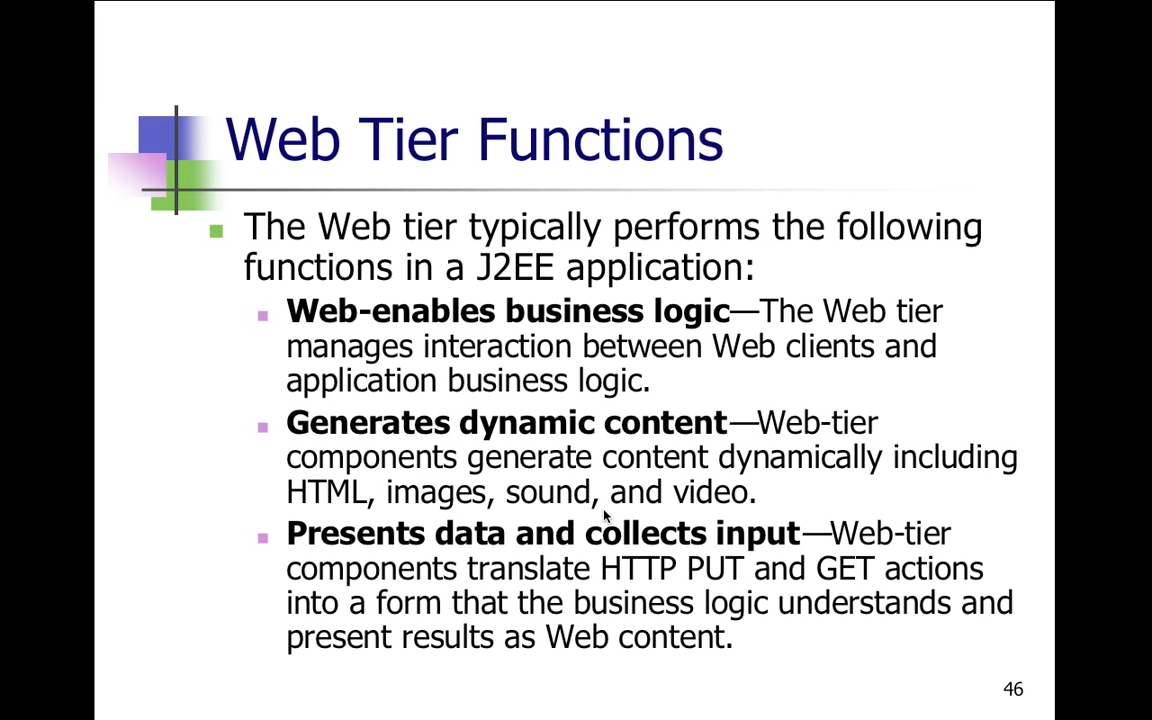 Web Tier Functions
The Web tier typically performs the following
functions in a J2EE application:
Web-enables business logic—The Web tier
manages interaction between Web clients and
application business logic.
Generates dynamic content—Web-tier
components generate content dynamically including
HTML, images, sound, and video.
Presents data and collects input—Web-tier
components translate HTTP PUT and GET actions
into a form that the business logic understands and
present results as Web content.
46